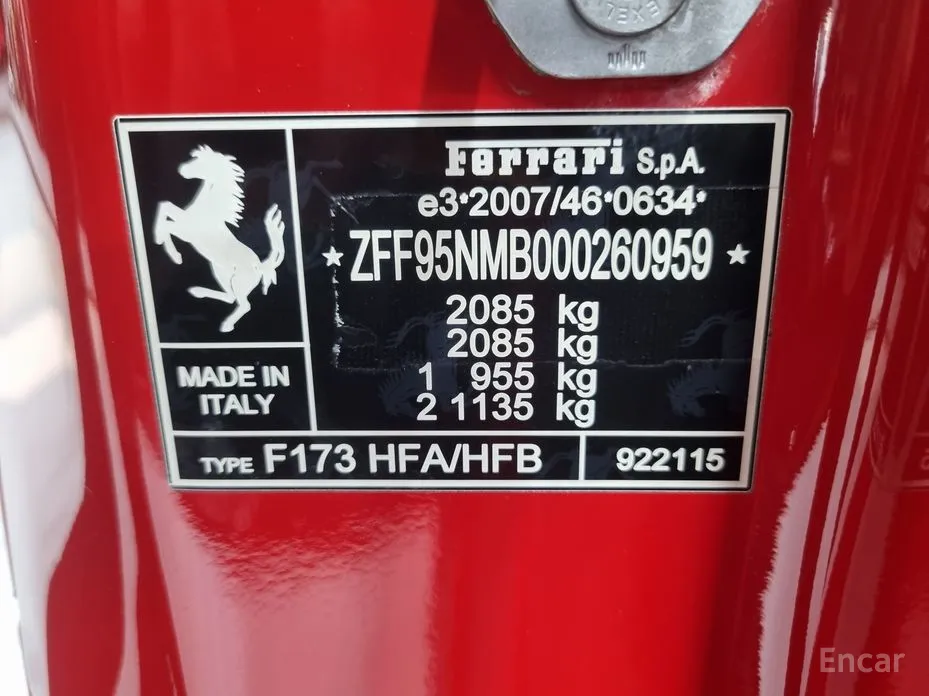 Ferrari S.p.A.
e3*2007/46*0634*
★ ZFF95NMB000260959 ★
2085 kg
2085 kg
1 955 kg
2 1135 kg
MADE IN
ITALY
TYPE F173 HFA/HFB
922115
Encar